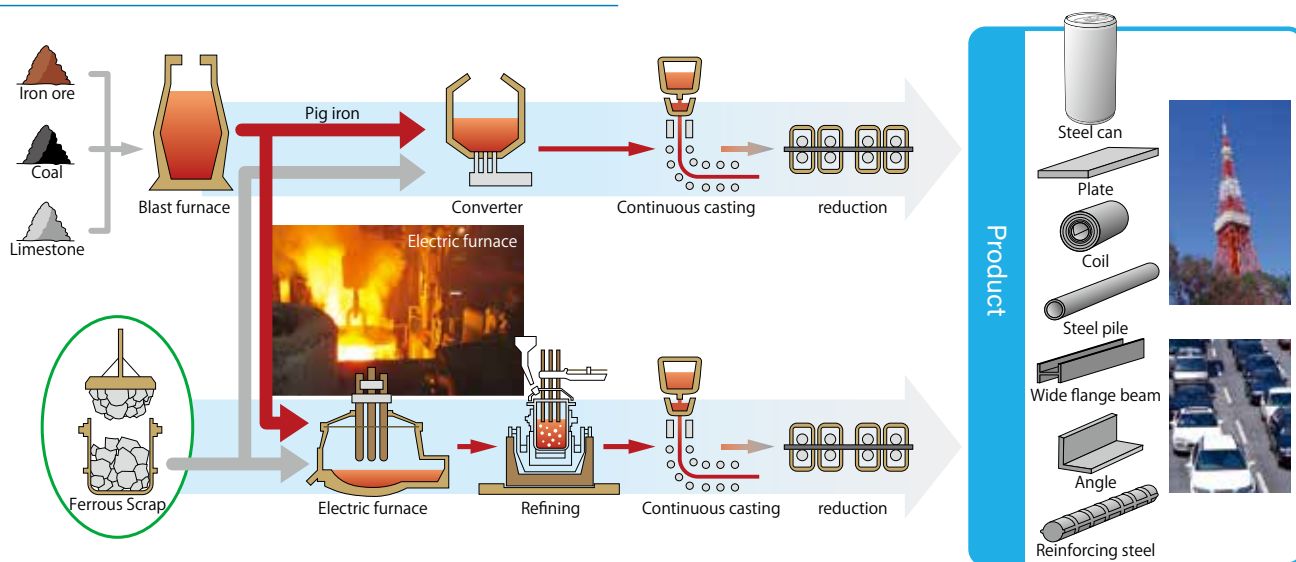 Iron ore
Coal
Limestone
Blast furnace
Pig iron
Converter
Continuous casting
reduction
Electric furnace
Ferrous Scrap
Electric furnace
Refining
Continuous casting
reduction
Product
Steel can
Plate
Coil
Steel pile
Wide flange beam
Angle
Reinforcing steel